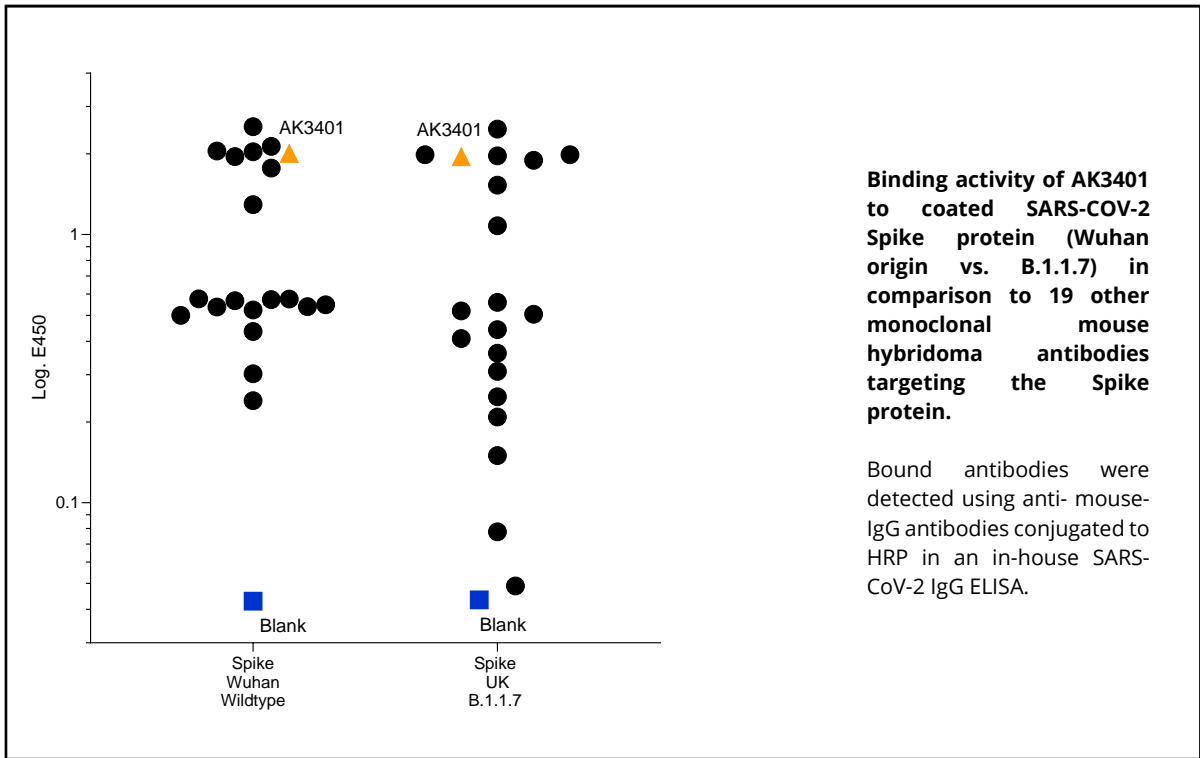 AK3401
AK3401
1
0.1
Log. E450
Blank
Blank
Spike
Wuhan
Wildtype
Spike
UK
B.1.1.7
Binding activity of AK3401
to coated SARS-COV-2
Spike protein (Wuhan
origin vs. B.1.1.7) in
comparison to 19 other
monoclonal mouse
hybridoma antibodies
targeting the Spike
protein.
Bound antibodies were
detected using anti- mouse-
IgG antibodies conjugated to
HRP in an in-house SARS-
CoV-2 IgG ELISA.